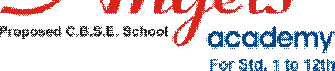 Proposed C.B.S.E. School
academy
For Std. 1 to 12th